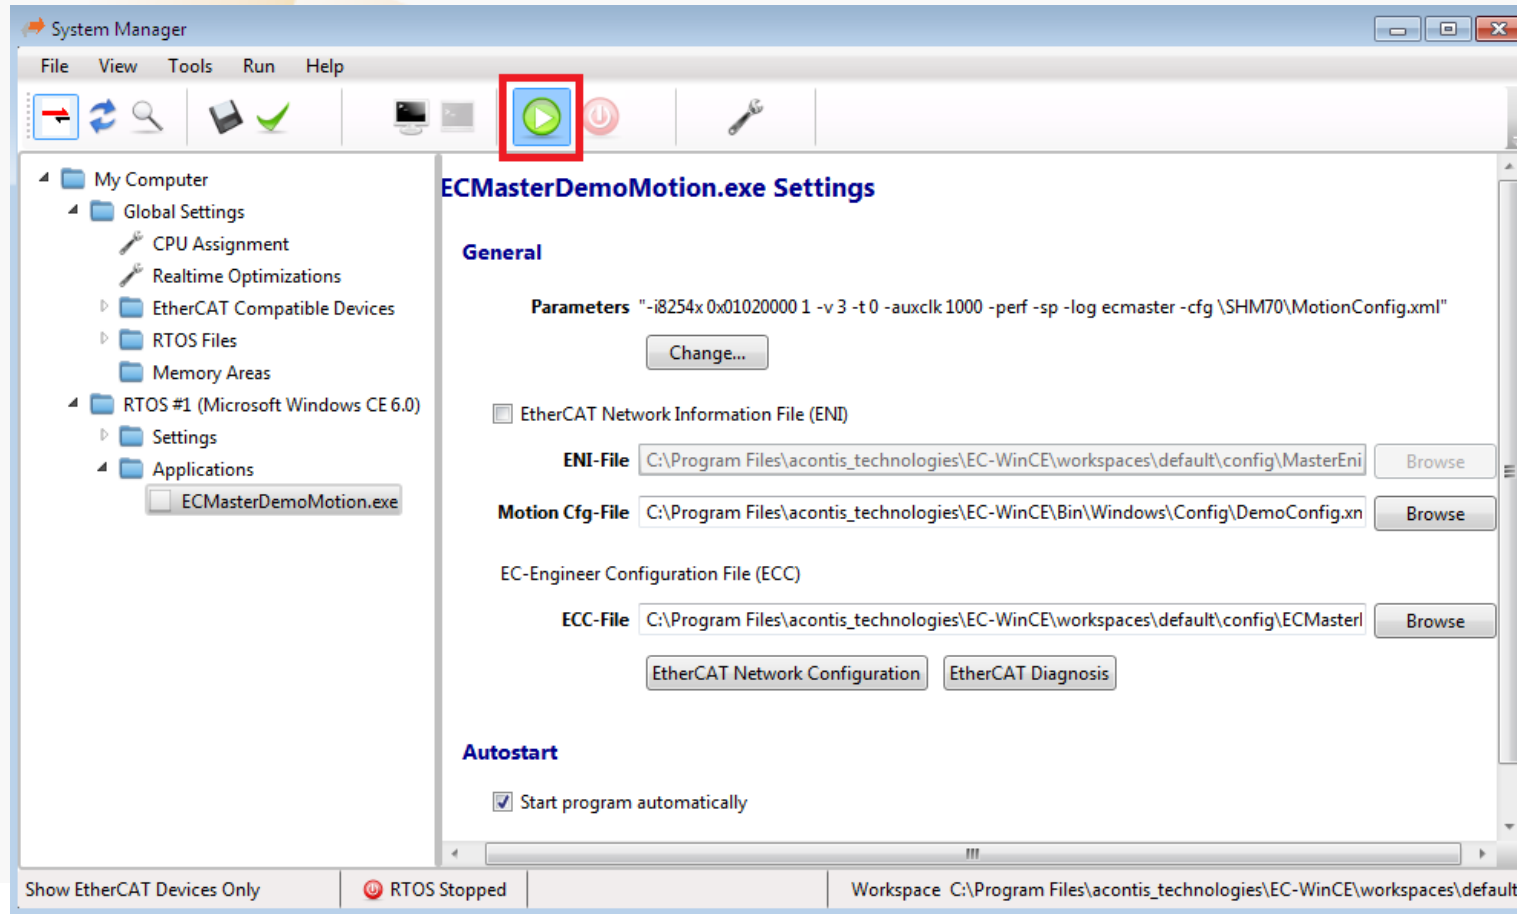 System Manager
File View Tools Run Help
My Computer
Global Settings
CPU Assignment
Realtime Optimizations
EtherCAT Compatible Devices
RTOS Files
Memory Areas
RTOS #1 (Microsoft Windows CE 6.0)
Settings
Applications
ECMasterDemoMotion.exe
ECMasterDemoMotion.exe Settings
General
Parameters "-i8254x 0x01020000 1 -v 3 -t 0 -auxclk 1000 -perf -sp -log ecmaster -cfg \SHM70\MotionConfig.xml"
Change...
EtherCAT Network Information File (ENI)
ENI-File C:\Program Files\acontis_technologies\EC-WinCE\workspaces\default\config\MasterEni Browse
Motion Cfg-File C:\Program Files\acontis_technologies\EC-WinCE\Bin\Windows\Config\DemoConfig.xn Browse
EC-Engineer Configuration File (ECC)
ECC-File C:\Program Files\acontis_technologies\EC-WinCE\workspaces\default\config\ECMaster Browse
EtherCAT Network Configuration EtherCAT Diagnosis
Autostart
Start program automatically
Show EtherCAT Devices Only RTOS Stopped Workspace C:\Program Files\acontis_technologies\EC-WinCE\workspaces\default